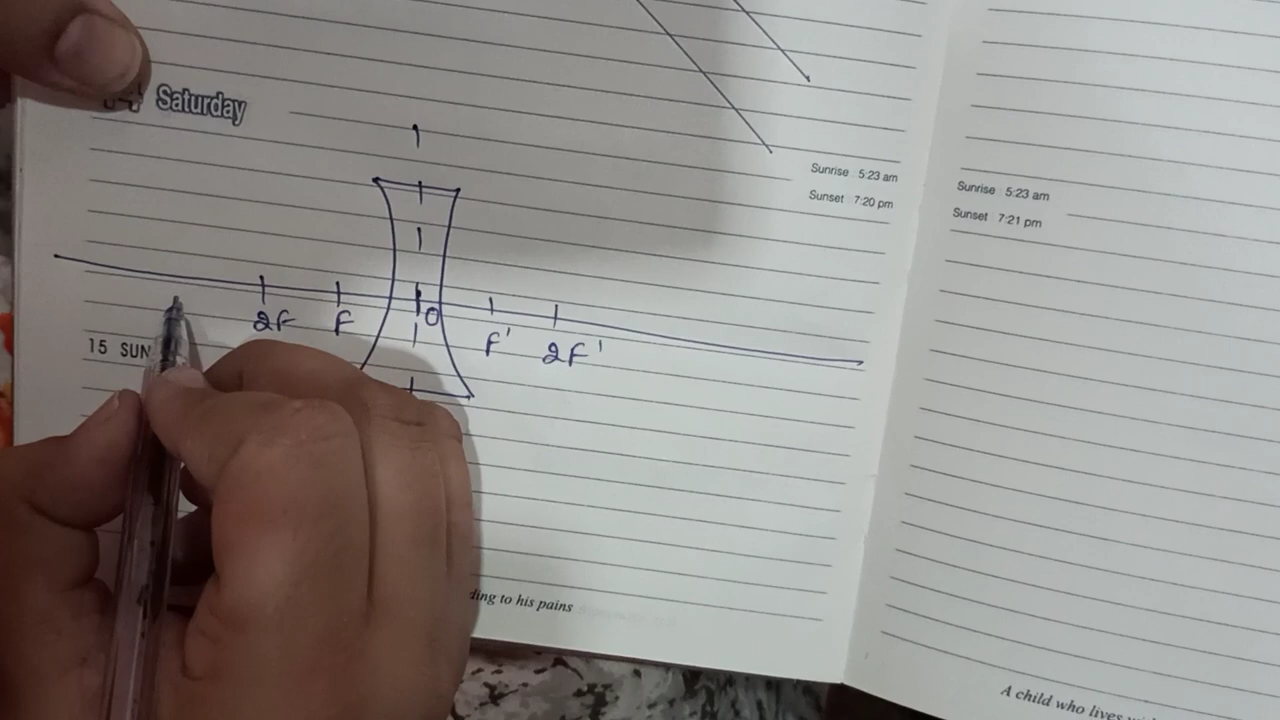 Saturday
Sunrise 5:23 am
Sunset 7:20 pm
Sunrise 5:23 am
Sunset 7:21 pm
2F F O F' 2F'
15 SUN
ding to his pains
A child who lives